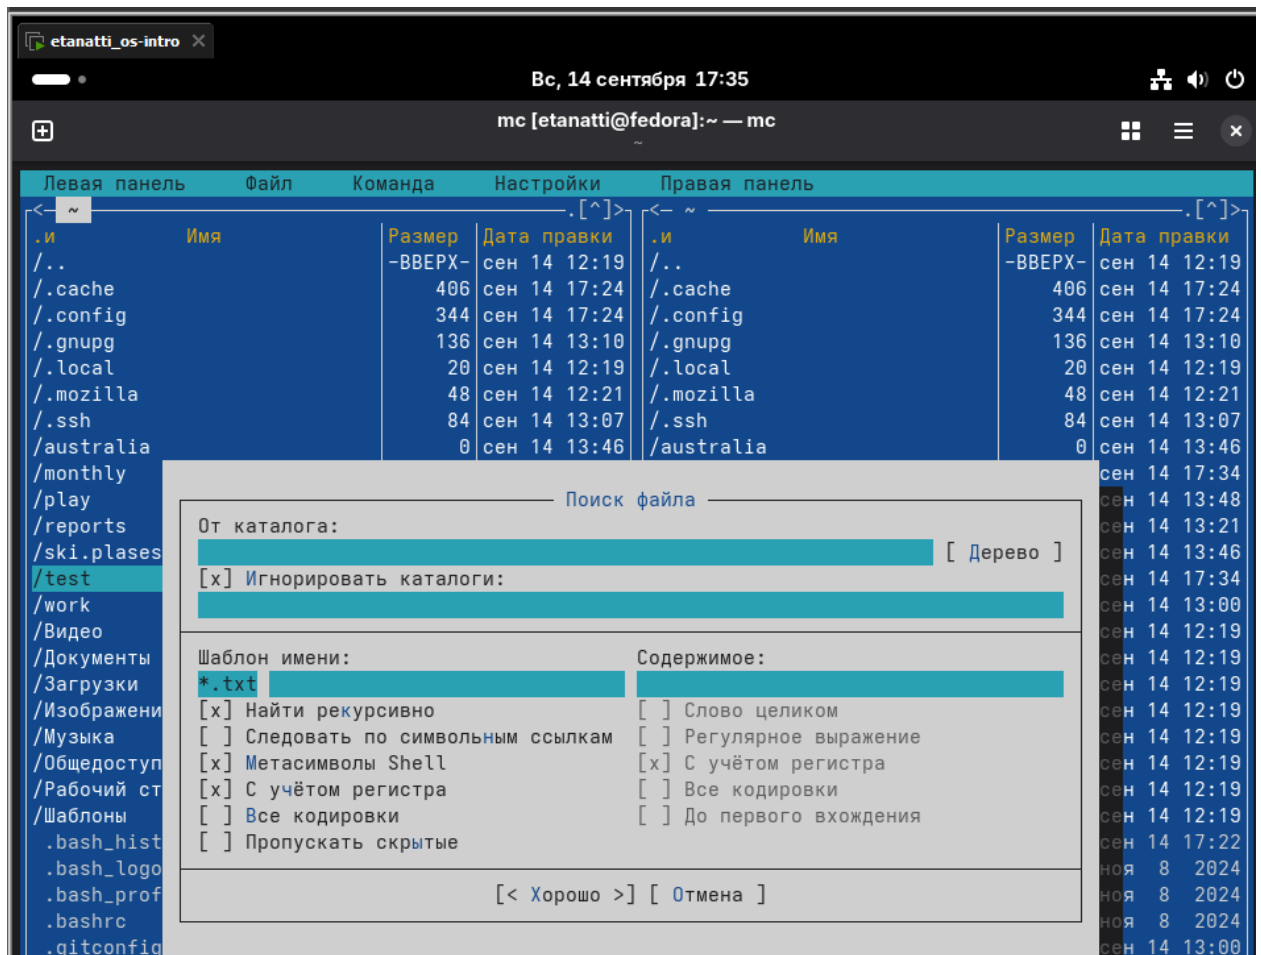 etanatti_os-intro
Вс, 14 сентября 17:35
mc [etanatti@fedora]:~ — mc
~
Левая панель Файл Команда Настройки Правая панель
<— ~ .[^]> <— ~ .[^]>
.и Имя Размер Дата правки .и Имя Размер Дата правки
/.. -ВВЕРХ- сен 14 12:19 /.. -ВВЕРХ- сен 14 12:19
/.cache 406 сен 14 17:24 /.cache 406 сен 14 17:24
/.config 344 сен 14 17:24 /.config 344 сен 14 17:24
/.gnupg 136 сен 14 13:10 /.gnupg 136 сен 14 13:10
/.local 20 сен 14 12:19 /.local 20 сен 14 12:19
/.mozilla 48 сен 14 12:21 /.mozilla 48 сен 14 12:21
/.ssh 84 сен 14 13:07 /.ssh 84 сен 14 13:07
/australia 0 сен 14 13:46 /australia 0 сен 14 13:46
/monthly сен 14 17:34
/play Поиск файла сен 14 13:48
/reports От каталога: сен 14 13:21
/ski.plases [ Дерево ] сен 14 13:46
/test [x] Игнорировать каталоги: сен 14 17:34
/work сен 14 13:00
/Видео сен 14 12:19
/Документы Шаблон имени: Содержимое: сен 14 12:19
/Загрузки *.txt сен 14 12:19
/Изображени [x] Найти рекурсивно [ ] Слово целиком сен 14 12:19
/Музыка [ ] Следовать по символьным ссылкам [ ] Регулярное выражение сен 14 12:19
/Общедоступ [x] Метасимволы Shell [x] С учётом регистра сен 14 12:19
/Рабочий ст [x] С учётом регистра [ ] Все кодировки сен 14 12:19
/Шаблоны [ ] Все кодировки [ ] До первого вхождения сен 14 12:19
.bash_hist [ ] Пропускать скрытые сен 14 17:22
.bash_logo ноя 8 2024
.bash_prof [< Хорошо >] [ Отмена ] ноя 8 2024
.bashrc ноя 8 2024
.gitconfig сен 14 13:00